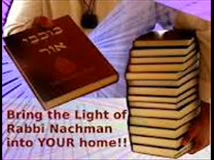 כוכבי
אור
Bring the Light of
Rabbi Nachman
into YOUR home!!